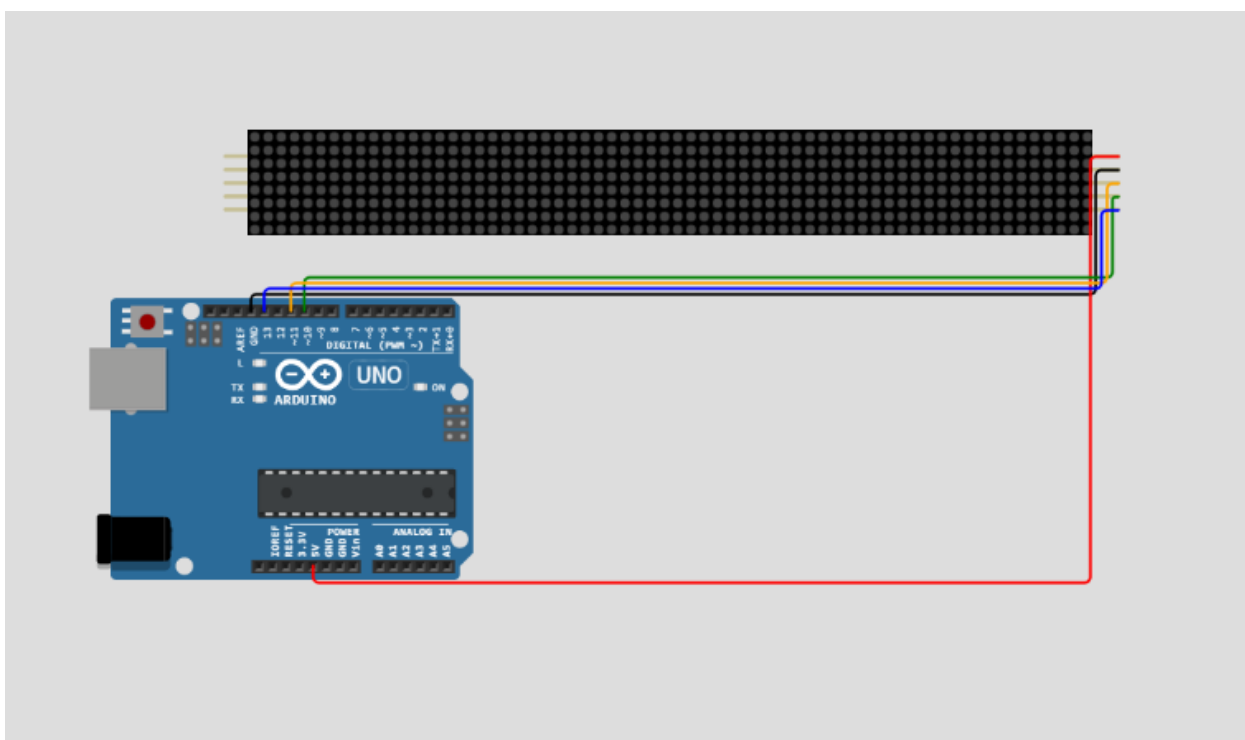 AREF
GND
13
12
~11
~10
~9
8
7
~6
~5
4
~3
2
TX→1
RX←0
DIGITAL (PWM ~)
L
TX
RX
UNO
ARDUINO
ON
IOREF
RESET
3.3V
5V
GND
GND
Vin
POWER
ANALOG IN
A0
A1
A2
A3
A4
A5